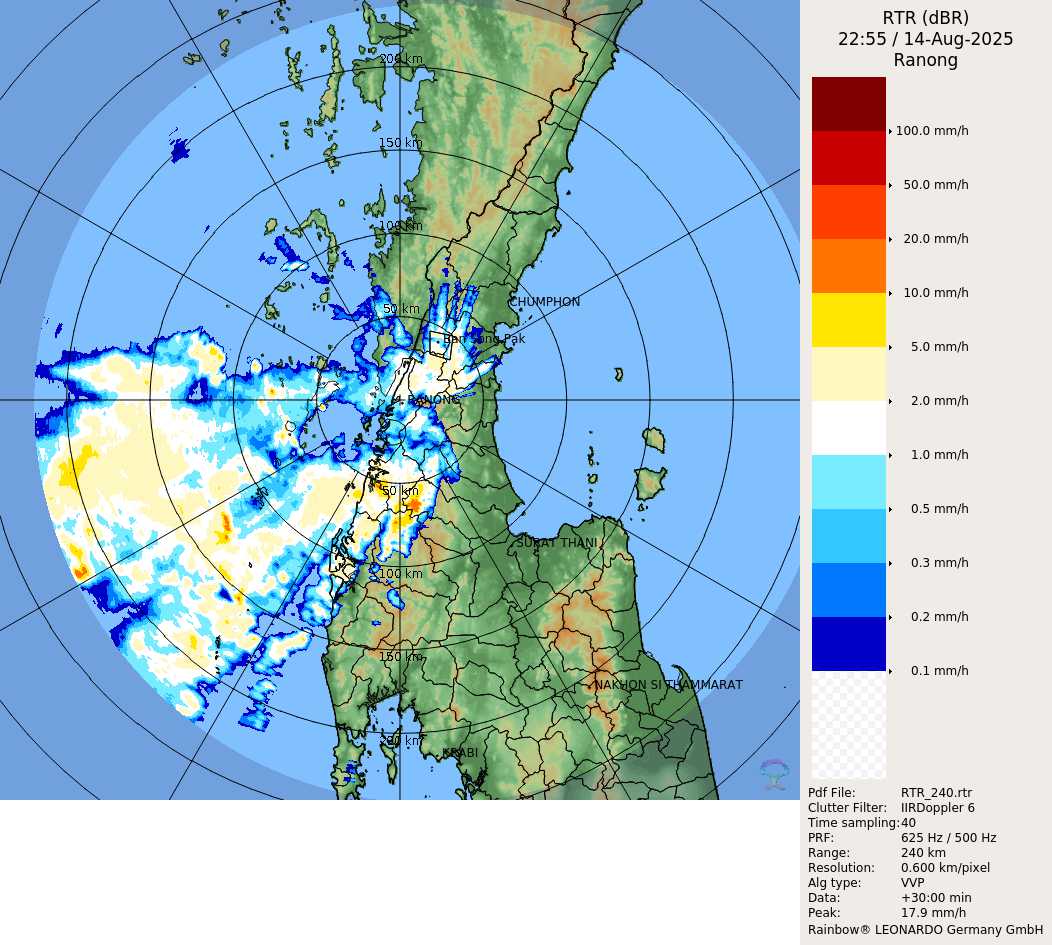 RTR (dBR)
22:55 / 14-Aug-2025
Ranong
200 km
150 km
100 km
50 km
CHUMPHON
RANONG
50 km
SURAT THANI
100 km
150 km
NAKHON SI THAMMARAT
200 km
KRABI
100.0 mm/h
50.0 mm/h
20.0 mm/h
10.0 mm/h
5.0 mm/h
2.0 mm/h
1.0 mm/h
0.5 mm/h
0.3 mm/h
0.2 mm/h
0.1 mm/h
Pdf File: RTR_240.rtr
Clutter Filter: IIRDoppler 6
Time sampling: 40
PRF: 625 Hz / 500 Hz
Range: 240 km
Resolution: 0.600 km/pixel
Alg type: VVP
Data: +30:00 min
Peak: 17.9 mm/h
Rainbow® LEONARDO Germany GmbH